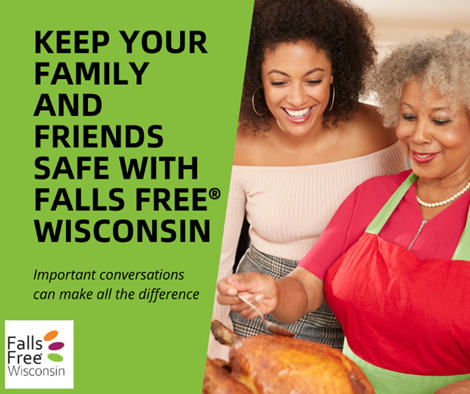 KEEP YOUR
FAMILY
AND
FRIENDS
SAFE WITH
FALLS FREE®
WISCONSIN
Important conversations
can make all the difference
Falls
Free
Wisconsin